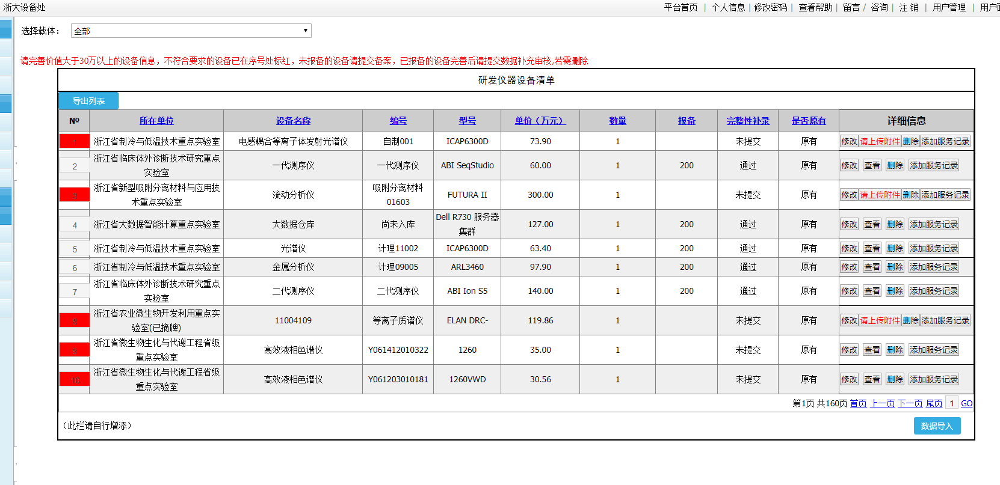 浙大设备处
平台首页 | 个人信息 | 修改密码 | 查看帮助 | 留言 / 咨询 | 注 销 | 用户管理 | 用户
选择载体： 全部
请完善价值大于30万以上的设备信息，不符合要求的设备已在序号处标红，未报备的设备请提交备案，已报备的设备完善后请提交数据补充审核,若需删除
研发仪器设备清单
导出列表
№ 所在单位 设备名称 编号 型号 单价（万元） 数量 报备 完整性补录 是否原有 详细信息
1 浙江省制冷与低温技术重点实验室 电感耦合等离子体发射光谱仪 自制001 ICAP6300D 73.90 1 未提交 原有 修改 请上传附件 删除 添加服务记录
2 浙江省临床体外诊断技术研究重点实验室 一代测序仪 一代测序仪 ABI SeqStudio 60.00 1 200 通过 原有 修改 查看 删除 添加服务记录
3 浙江省新型吸附分离材料与应用技术重点实验室 流动分析仪 吸附分离材料01603 FUTURA II 300.00 1 未提交 原有 修改 请上传附件 删除 添加服务记录
4 浙江省大数据智能计算重点实验室 大数据仓库 尚未入库 Dell R730 服务器集群 127.00 1 200 通过 原有 修改 查看 删除 添加服务记录
5 浙江省制冷与低温技术重点实验室 光谱仪 计理11002 ICAP6300D 63.40 1 200 通过 原有 修改 查看 删除 添加服务记录
6 浙江省制冷与低温技术重点实验室 金属分析仪 计理09005 ARL3460 97.90 1 200 通过 原有 修改 查看 删除 添加服务记录
7 浙江省临床体外诊断技术研究重点实验室 二代测序仪 二代测序仪 ABI Ion S5 140.00 1 200 通过 原有 修改 查看 删除 添加服务记录
8 浙江省农业微生物开发利用重点实验室(已摘牌) 11004109 等离子质谱仪 ELAN DRC- 119.86 1 未提交 原有 修改 请上传附件 删除 添加服务记录
9 浙江省微生物生化与代谢工程省级重点实验室 高效液相色谱仪 Y061412010322 1260 35.00 1 未提交 原有 修改 查看 删除 添加服务记录
10 浙江省微生物生化与代谢工程省级重点实验室 高效液相色谱仪 Y061203010181 1260VWD 30.56 1 未提交 原有 修改 查看 删除 添加服务记录
第1页 共160页 首页 上一页 下一页 尾页 1 GO
（此栏请自行增添）
数据导入